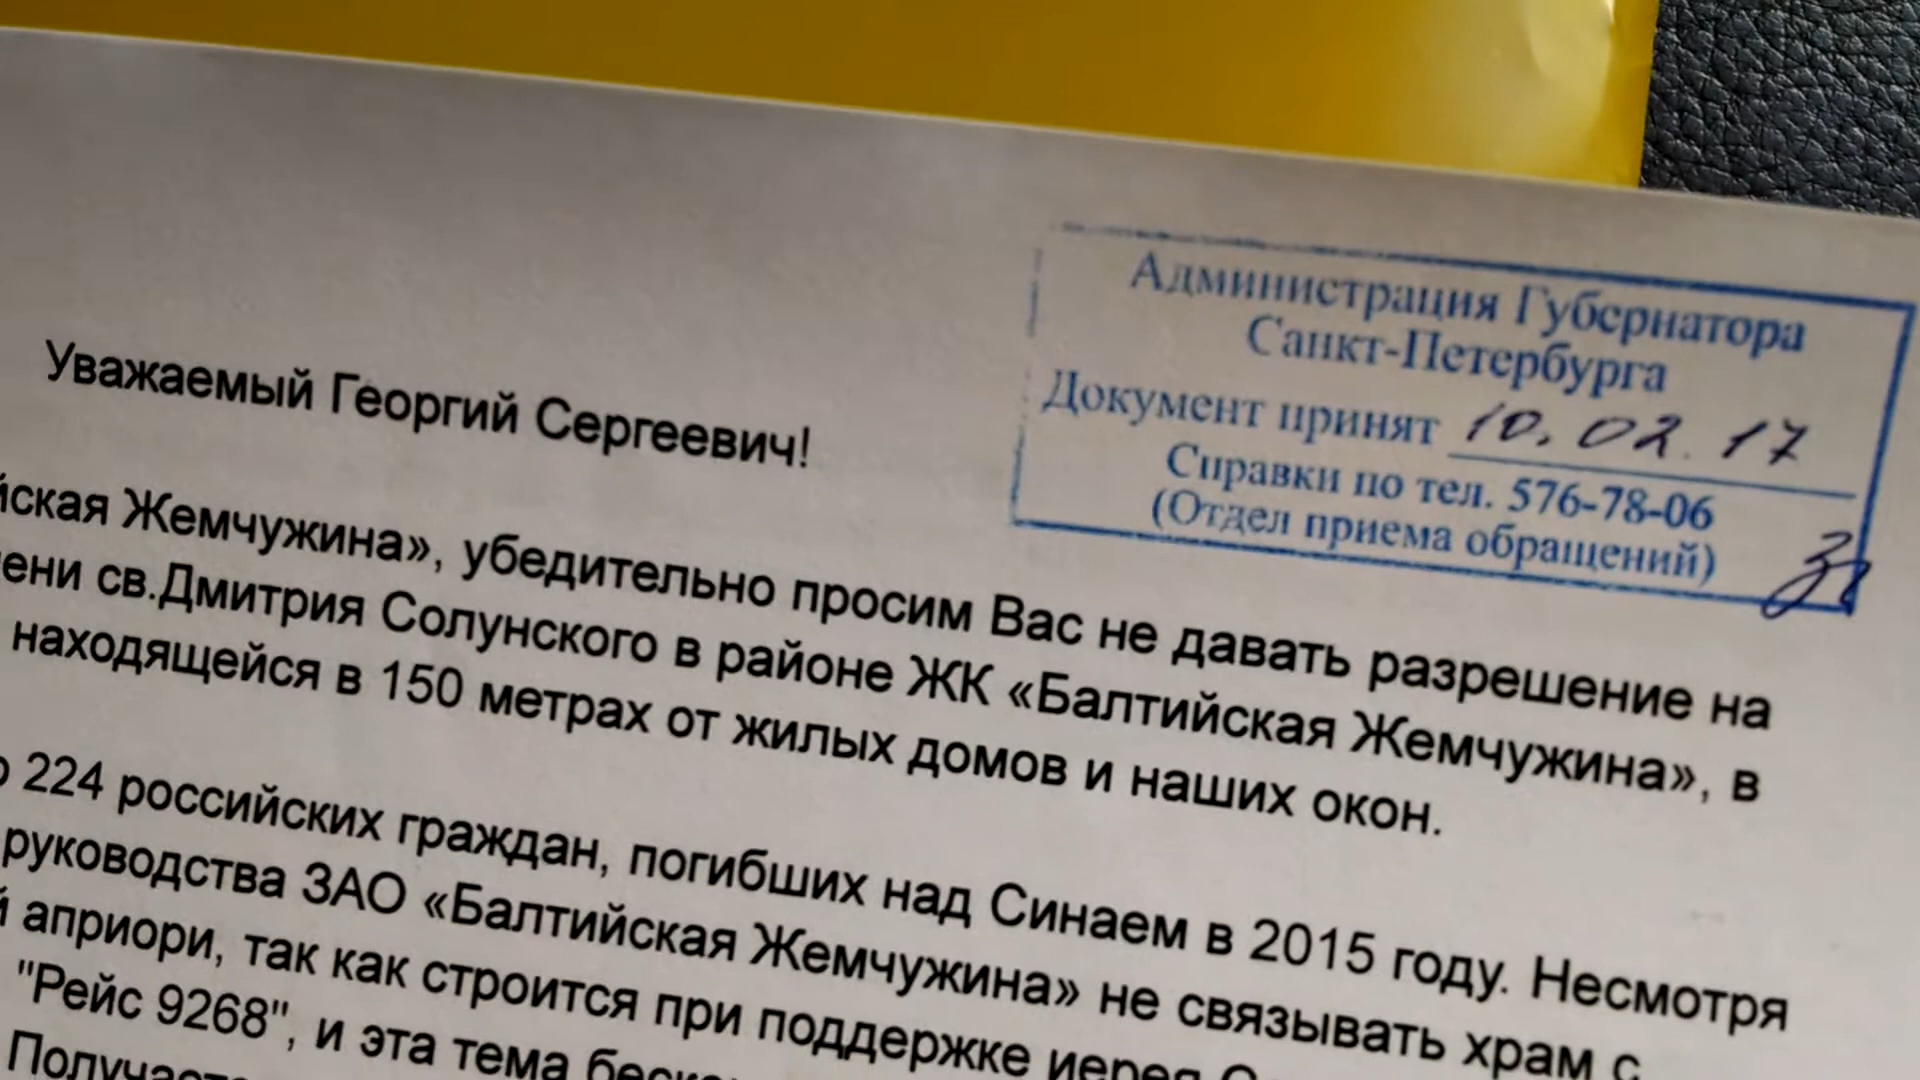 Администрация Губернатора
Санкт-Петербурга
Документ принят 10.02.17
Справки по тел. 576-78-06
(Отдел приема обращений)
Уважаемый Георгий Сергеевич!
йская Жемчужина», убедительно просим Вас не давать разрешение на
ени св.Дмитрия Солунского в районе ЖК «Балтийская Жемчужина», в
находящейся в 150 метрах от жилых домов и наших окон.
о 224 российских граждан, погибших над Синаем в 2015 году. Несмотря
руководства ЗАО «Балтийская Жемчужина» не связывать храм с
й априори, так как строится при поддержке иерея
"Рейс 9268", и эта тема